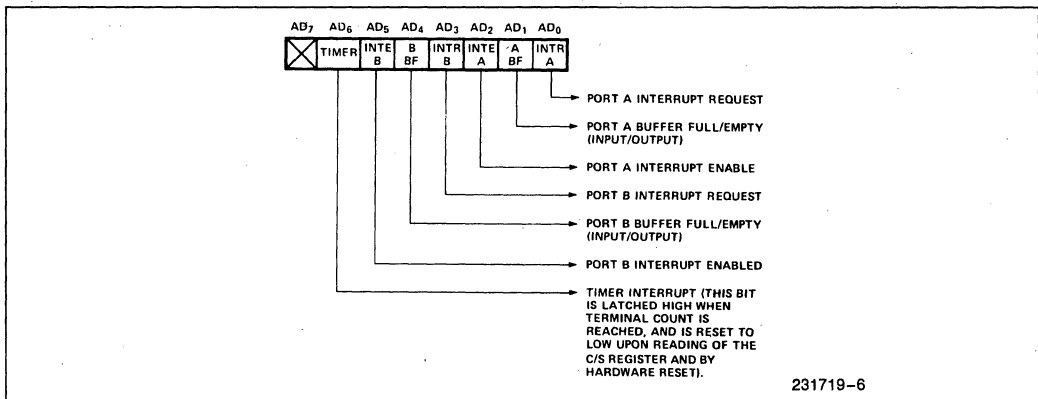 AD7 AD6 AD5 AD4 AD3 AD2 AD1 AD0
TIMER INTE B B BF INTR B INTE A A BF INTR A
PORT A INTERRUPT REQUEST
PORT A BUFFER FULL/EMPTY
(INPUT/OUTPUT)
PORT A INTERRUPT ENABLE
PORT B INTERRUPT REQUEST
PORT B BUFFER FULL/EMPTY
(INPUT/OUTPUT)
PORT B INTERRUPT ENABLED
TIMER INTERRUPT (THIS BIT
IS LATCHED HIGH WHEN
TERMINAL COUNT IS
REACHED, AND IS RESET TO
LOW UPON READING OF THE
C/S REGISTER AND BY
HARDWARE RESET).
231719-6